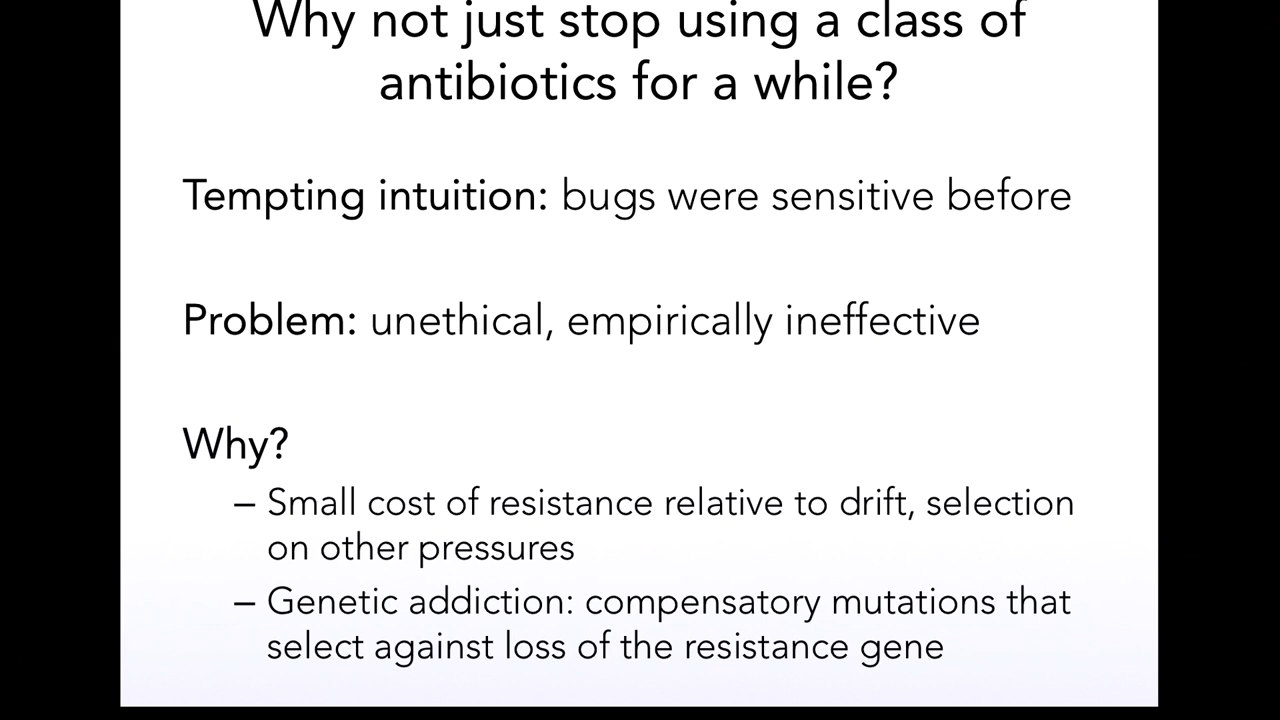 Why not just stop using a class of
antibiotics for a while?
Tempting intuition: bugs were sensitive before
Problem: unethical, empirically ineffective
Why?
– Small cost of resistance relative to drift, selection
on other pressures
– Genetic addiction: compensatory mutations that
select against loss of the resistance gene